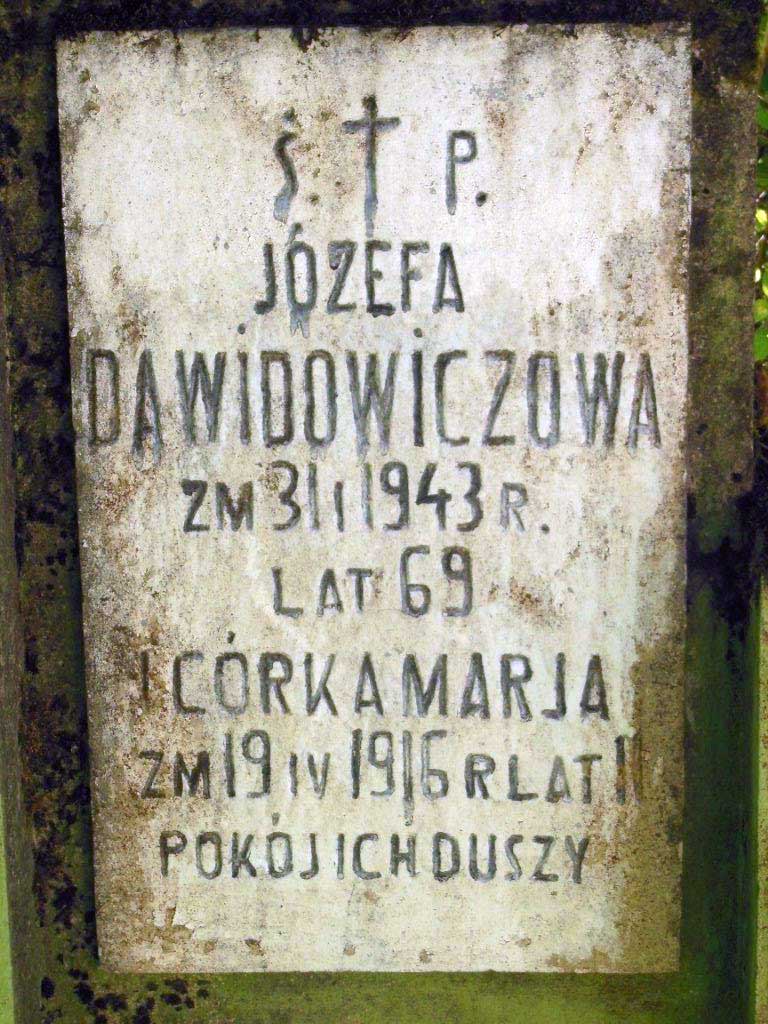 Ś. † P.
JÓZEFA
DAWIDOWICZOWA
ZM 31 I 1943 R.
LAT 69
I CÓRKA MARJA
ZM 19 IV 1916 R LAT 11
POKÓJ ICH DUSZY